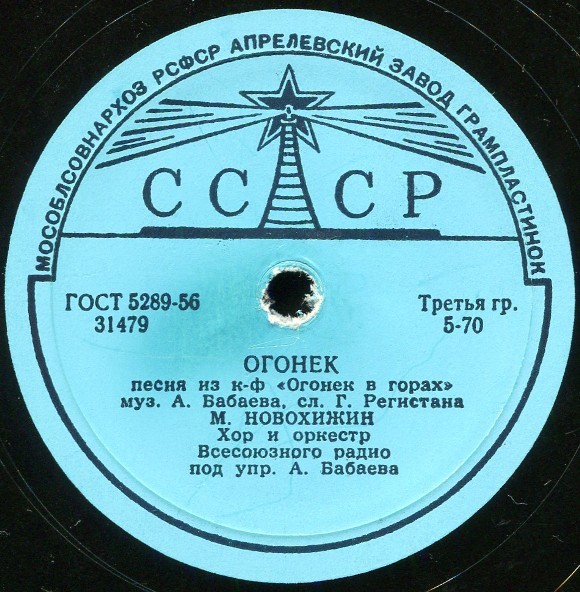 МОСОБЛСОВНАРХОЗ РСФСР АПРЕЛЕВСКИЙ ЗАВОД ГРАМПЛАСТИНОК
СССР
ГОСТ 5289-56
31479
Третья гр.
5-70
ОГОНЕК
песня из к-ф «Огонек в горах»
муз. А. Бабаева, сл. Г. Регистана
М. НОВОХИЖИН
Хор и оркестр
Всесоюзного радио
под упр. А. Бабаева